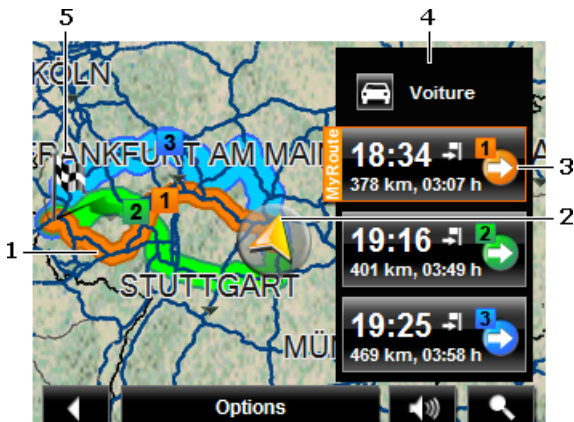 5
4
KÖLN
Voiture
FRANKFURT AM MAI
3
MyRoute
18:34
1
378 km, 03:07 h
3
2
1
2
19:16
2
401 km, 03:49 h
1
STUTTGART
19:25
3
469 km, 03:58 h
MÜ
Options